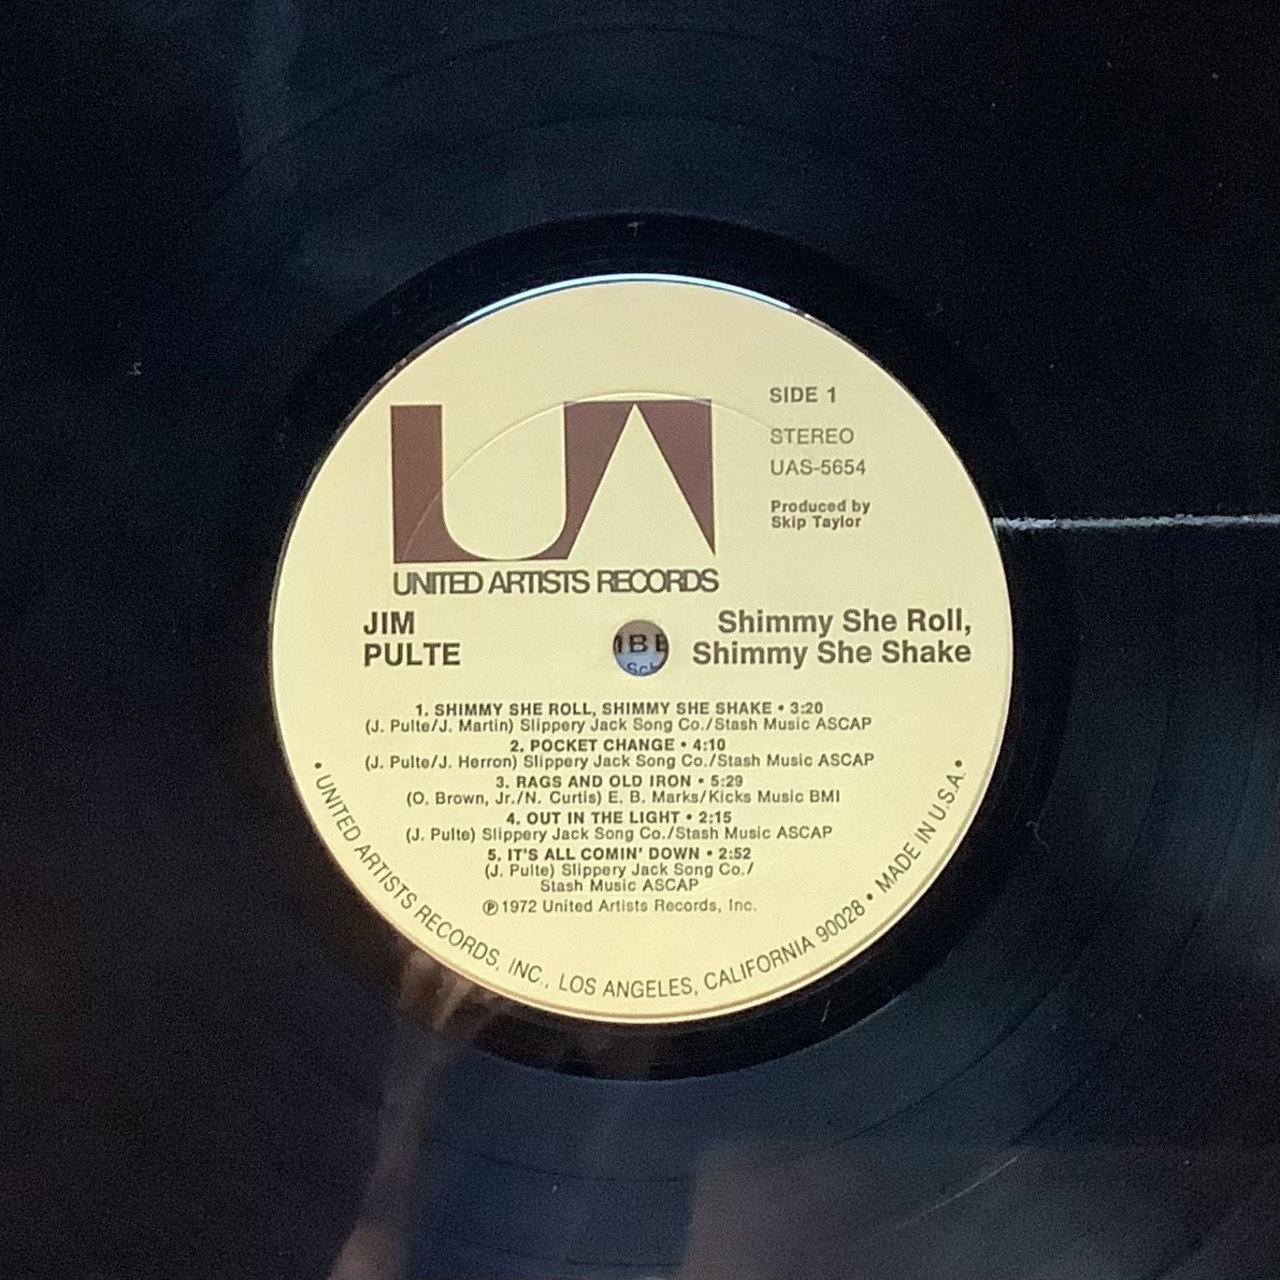 SIDE 1
STEREO
UAS-5654
Produced by
Skip Taylor
UA
UNITED ARTISTS RECORDS
JIM
PULTE
Shimmy She Roll,
Shimmy She Shake
1. SHIMMY SHE ROLL, SHIMMY SHE SHAKE • 3:20
(J. Pulte/J. Martin) Slippery Jack Song Co./Stash Music ASCAP
2. POCKET CHANGE • 4:10
(J. Pulte/J. Herron) Slippery Jack Song Co./Stash Music ASCAP
3. RAGS AND OLD IRON • 5:29
(O. Brown, Jr./N. Curtis) E. B. Marks/Kicks Music BMI
4. OUT IN THE LIGHT • 2:15
(J. Pulte) Slippery Jack Song Co./Stash Music ASCAP
5. IT'S ALL COMIN' DOWN • 2:52
(J. Pulte) Slippery Jack Song Co./
Stash Music ASCAP
℗1972 United Artists Records, Inc.
• UNITED ARTISTS RECORDS, INC., LOS ANGELES, CALIFORNIA 90028 • MADE IN U.S.A. •